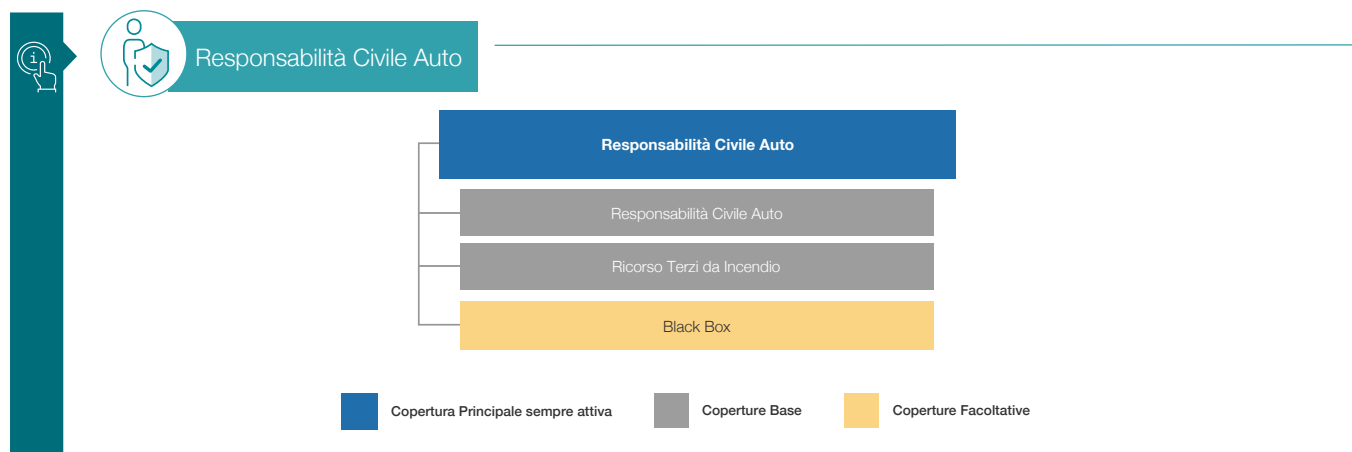 Responsabilità Civile Auto
Responsabilità Civile Auto
Responsabilità Civile Auto
Ricorso Terzi da Incendio
Black Box
Copertura Principale sempre attiva
Coperture Base
Coperture Facoltative